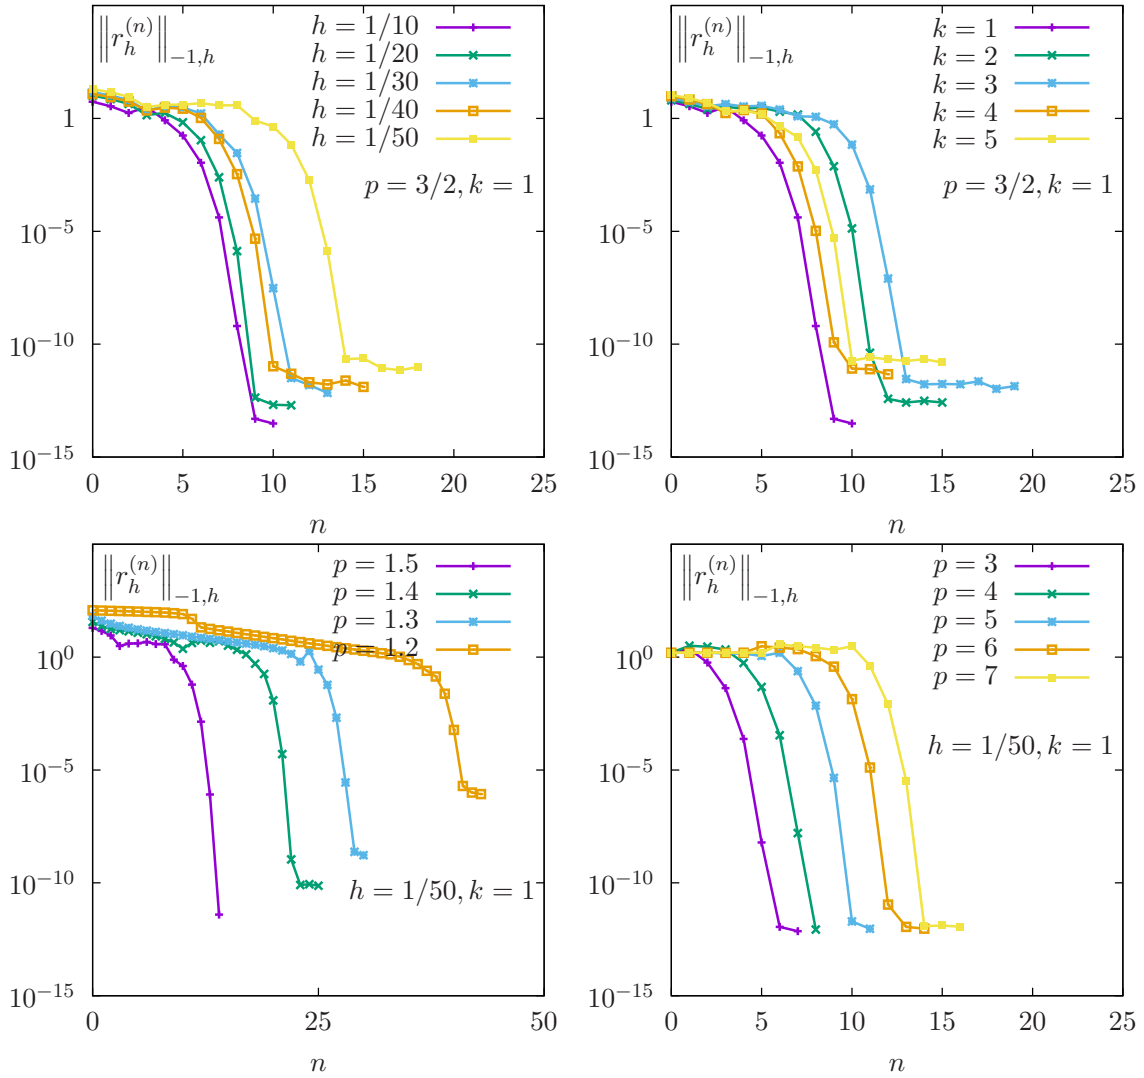 ‖r_h^{(n)}‖_{−1,h}
h = 1/10
h = 1/20
h = 1/30
h = 1/40
h = 1/50
p = 3/2, k = 1
1
10^{−5}
10^{−10}
10^{−15}
0 5 10 15 20 25
n
‖r_h^{(n)}‖_{−1,h}
k = 1
k = 2
k = 3
k = 4
k = 5
p = 3/2, k = 1
1
10^{−5}
10^{−10}
10^{−15}
0 5 10 15 20 25
n
‖r_h^{(n)}‖_{−1,h}
p = 1.5
p = 1.4
p = 1.3
p = 1.2
h = 1/50, k = 1
10^{0}
10^{−5}
10^{−10}
10^{−15}
0 25 50
n
‖r_h^{(n)}‖_{−1,h}
p = 3
p = 4
p = 5
p = 6
p = 7
h = 1/50, k = 1
10^{0}
10^{−5}
10^{−10}
10^{−15}
0 5 10 15 20 25
n